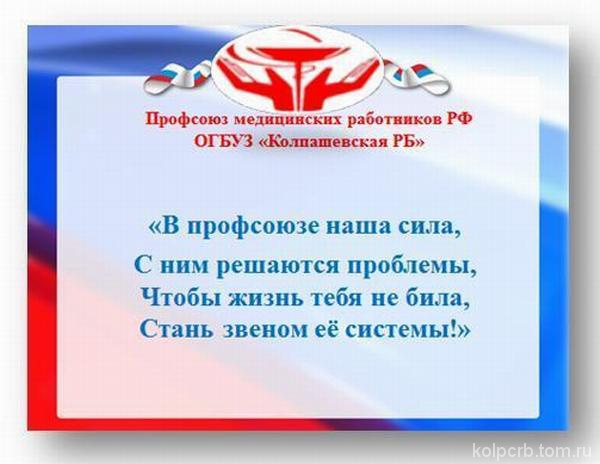 Профсоюз медицинских работников РФ
ОГБУЗ «Колпашевская РБ»
«В профсоюзе наша сила,
С ним решаются проблемы,
Чтобы жизнь тебя не била,
Стань звеном её системы!»
kolpcrb.tom.ru